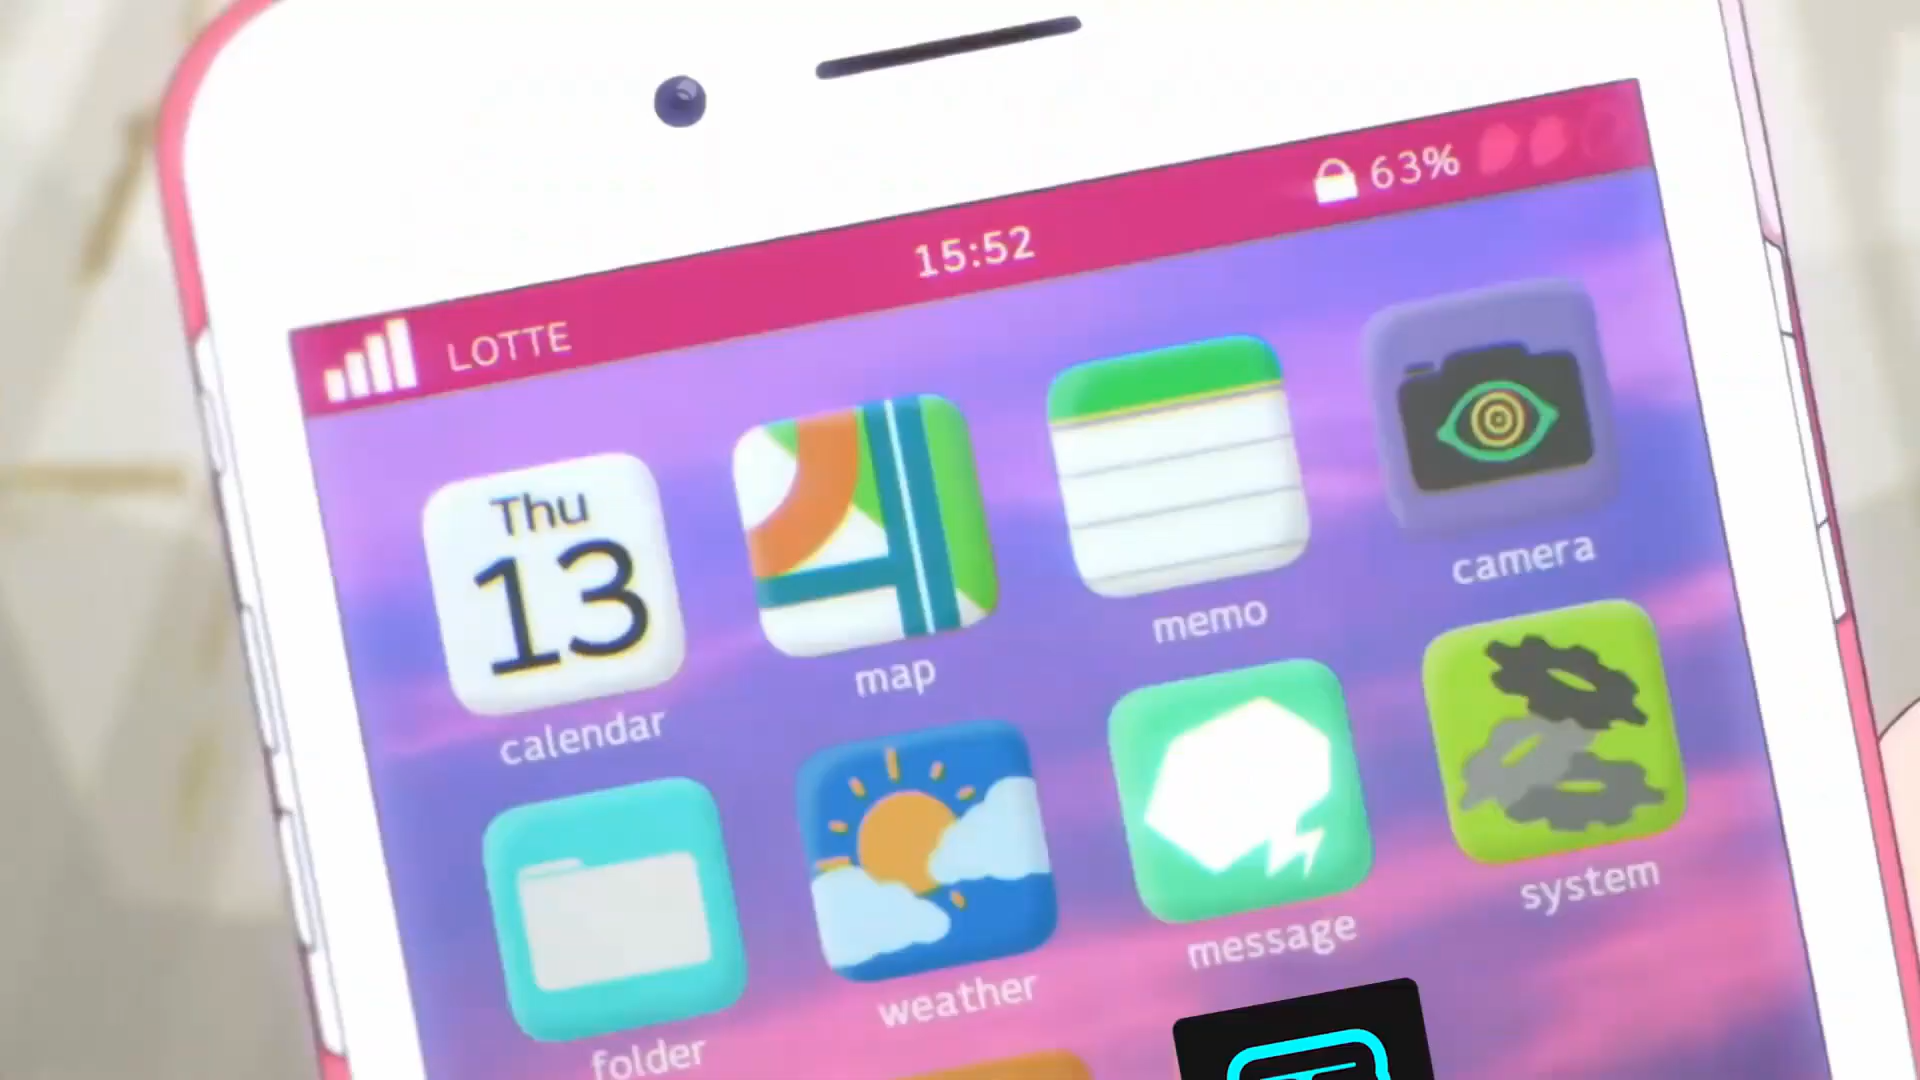 LOTTE
15:52
63%
Thu
13
calendar
map
memo
camera
folder
weather
message
system